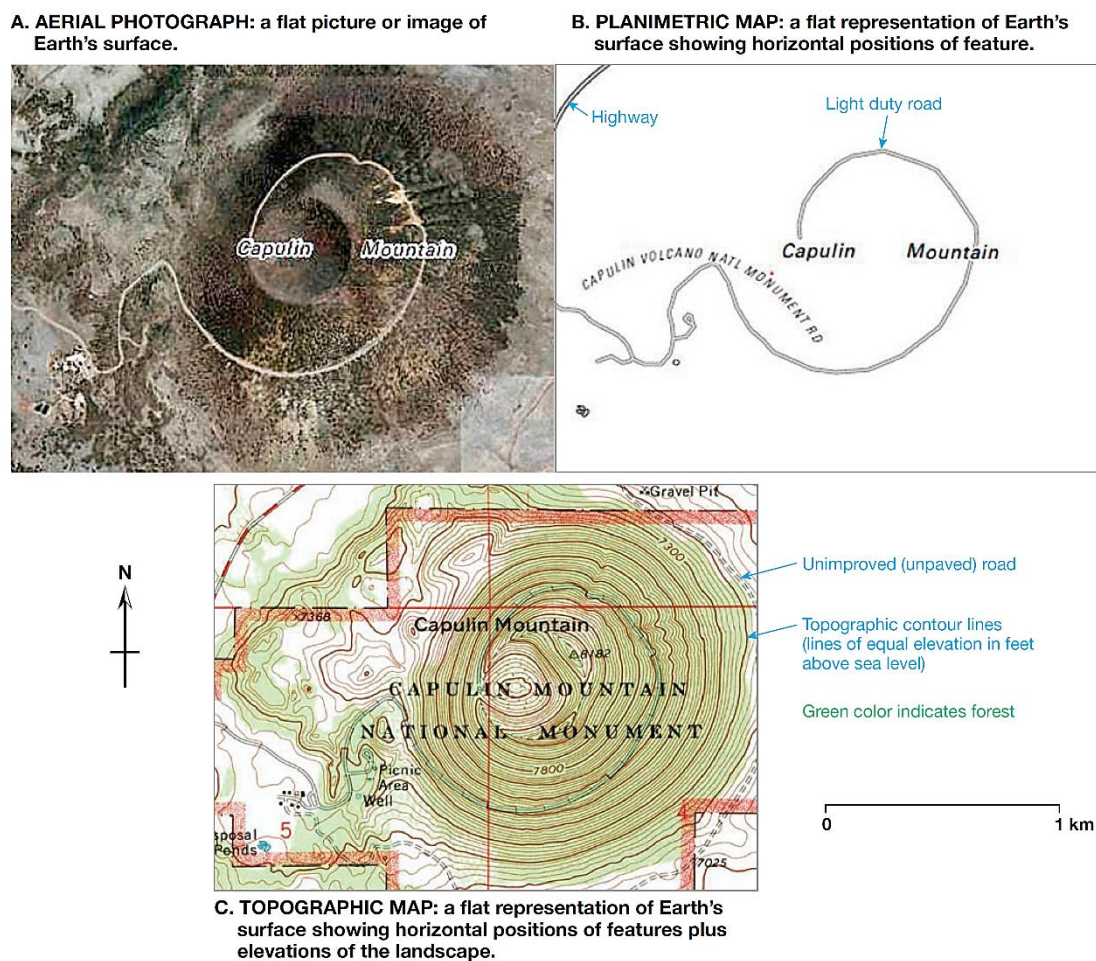 A. AERIAL PHOTOGRAPH: a flat picture or image of
Earth's surface.
B. PLANIMETRIC MAP: a flat representation of Earth's
surface showing horizontal positions of feature.
Capulin Mountain
Highway
Light duty road
Capulin Mountain
CAPULIN VOLCANO NATL MONUMENT RD
N
Gravel Pit
7300
Unimproved (unpaved) road
x7368
Capulin Mountain
Topographic contour lines
(lines of equal elevation in feet
above sea level)
△8182
CAPULIN MOUNTAIN
Green color indicates forest
NATIONAL MONUMENT
7800
Picnic
Area
Well
0 1 km
4
5
sposal
Ponds
7025
C. TOPOGRAPHIC MAP: a flat representation of Earth's
surface showing horizontal positions of features plus
elevations of the landscape.